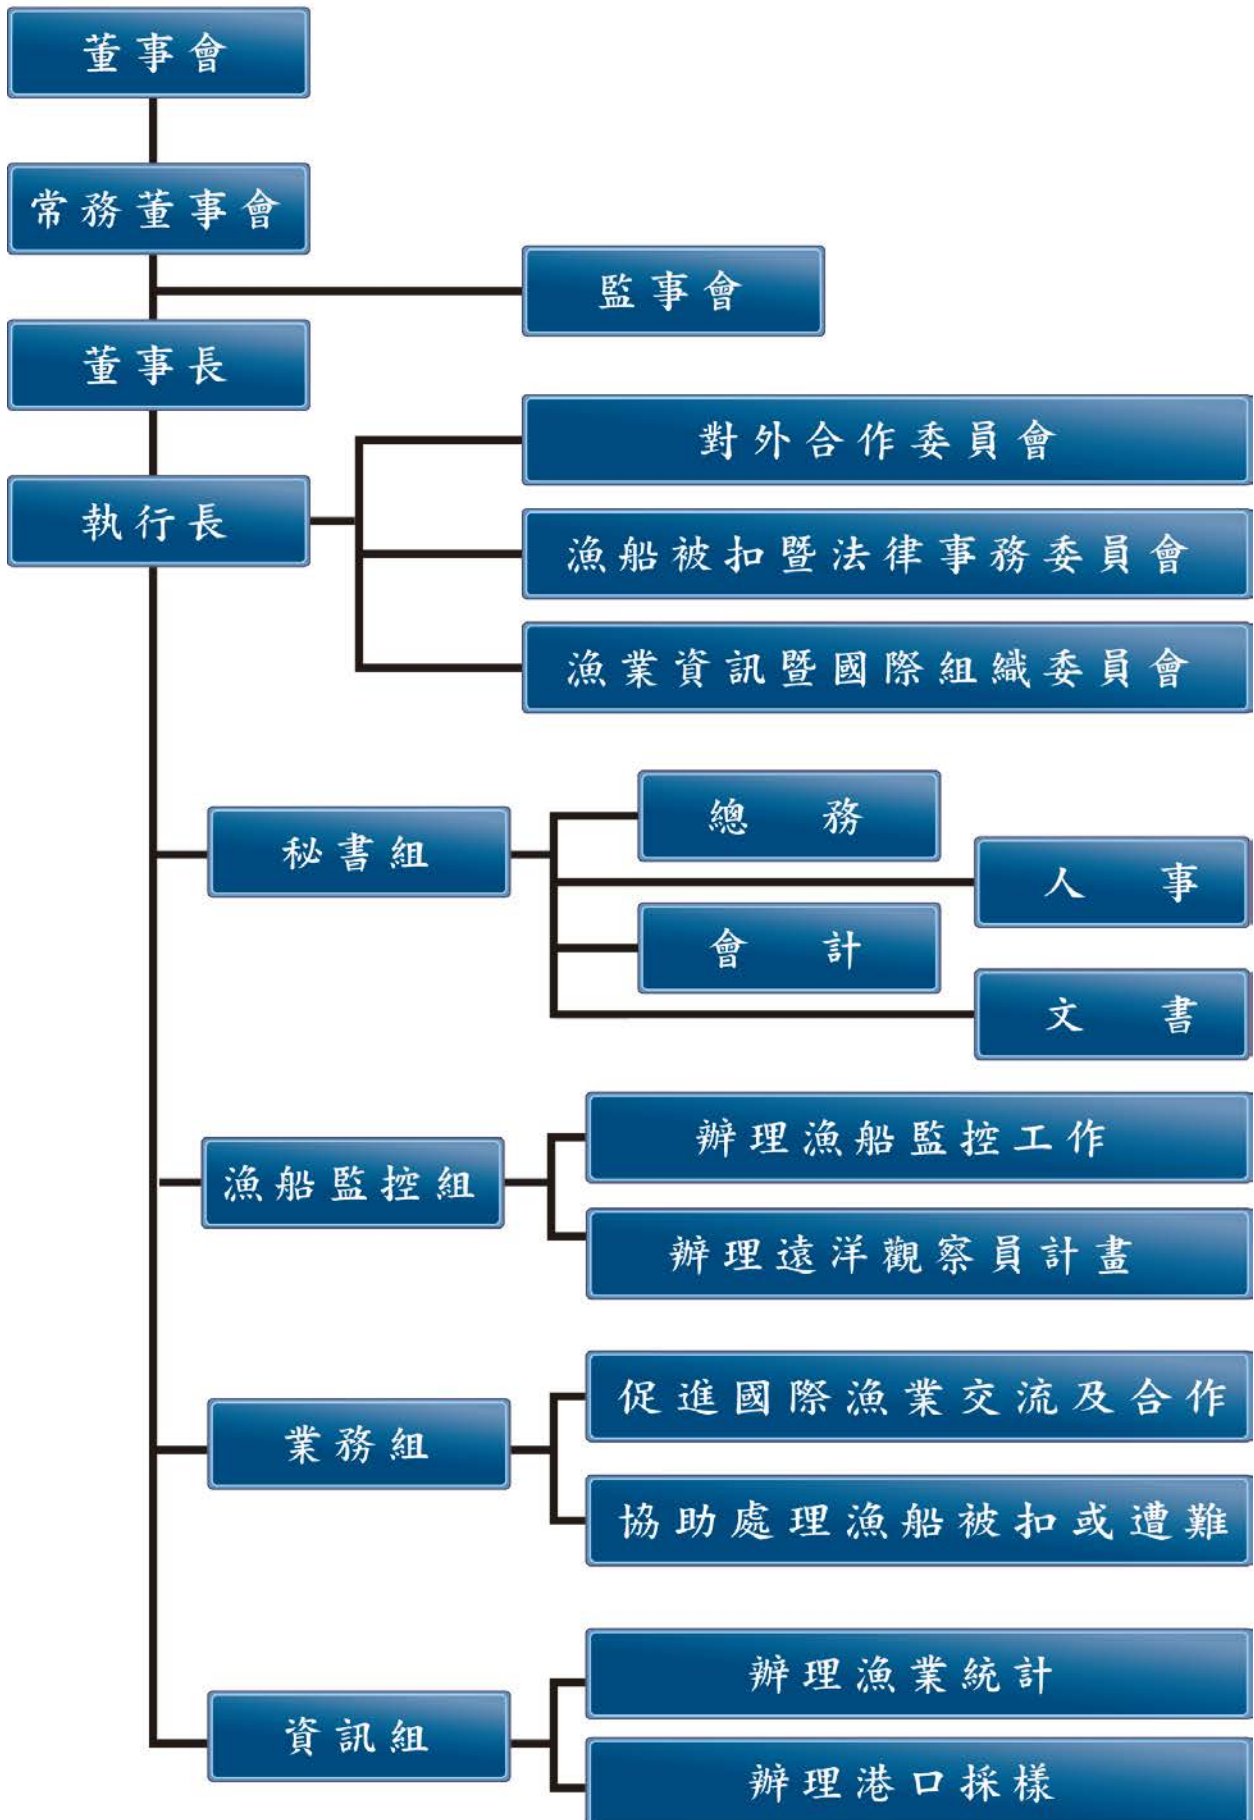 董事會
常務董事會
監事會
董事長
執行長
對外合作委員會
漁船被扣暨法律事務委員會
漁業資訊暨國際組織委員會
秘書組
總務
人事
會計
文書
漁船監控組
辦理漁船監控工作
辦理遠洋觀察員計畫
業務組
促進國際漁業交流及合作
協助處理漁船被扣或遭難
資訊組
辦理漁業統計
辦理港口採樣